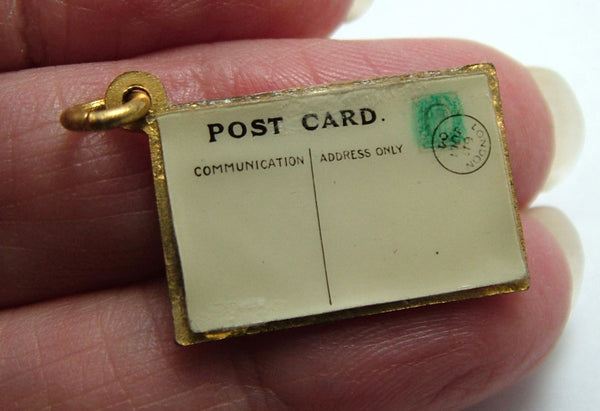 POST CARD.
COMMUNICATION
ADDRESS ONLY
LONDON